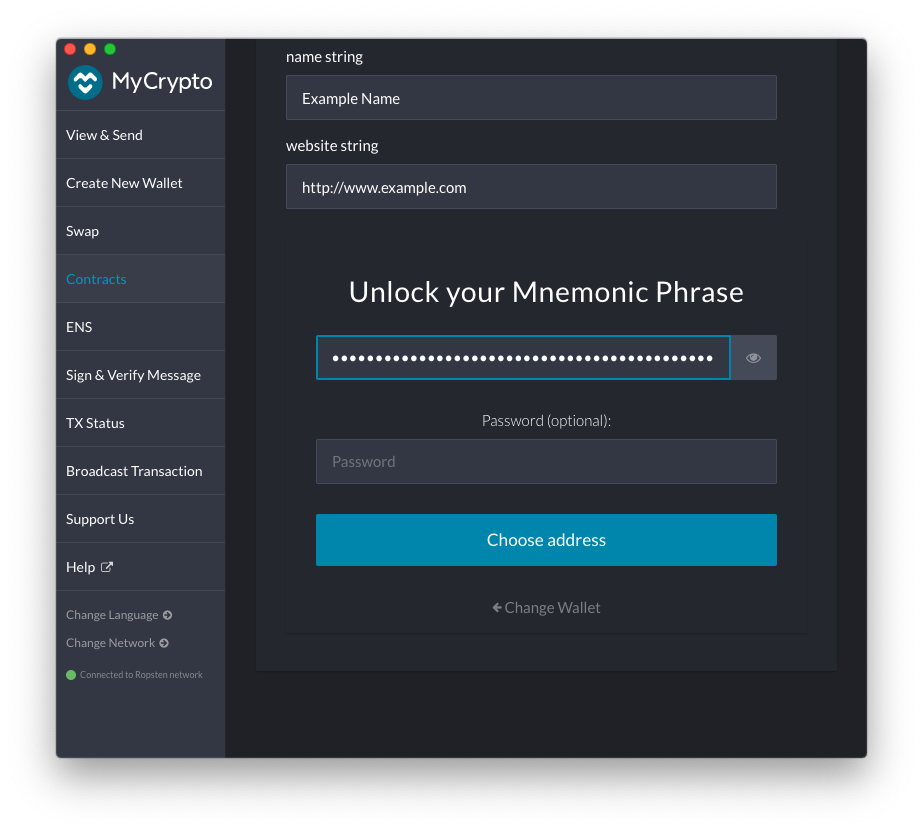 MyCrypto
View & Send
Create New Wallet
Swap
Contracts
ENS
Sign & Verify Message
TX Status
Broadcast Transaction
Support Us
Help
Change Language
Change Network
Connected to Ropsten network
name string
Example Name
website string
http://www.example.com
Unlock your Mnemonic Phrase
Password (optional):
Password
Choose address
Change Wallet